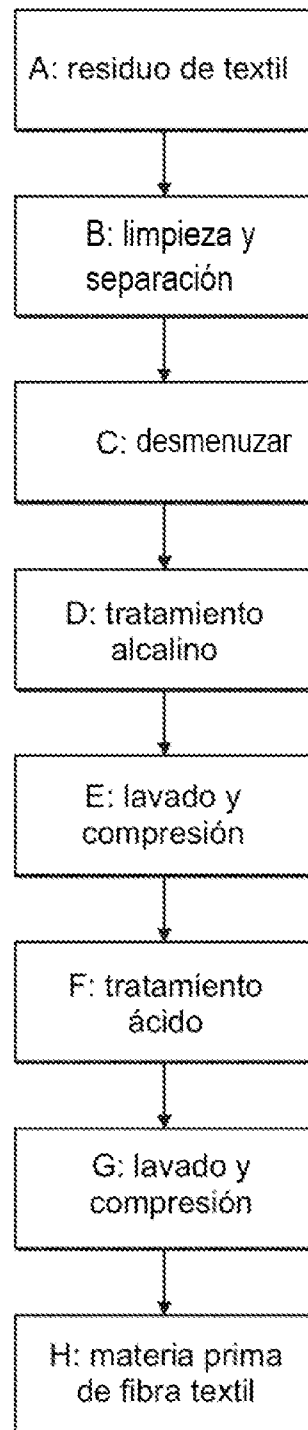 A: residuo de textil
B: limpieza y
separación
C: desmenuzar
D: tratamiento
alcalino
E: lavado y
compresión
F: tratamiento
ácido
G: lavado y
compresión
H: materia prima
de fibra textil